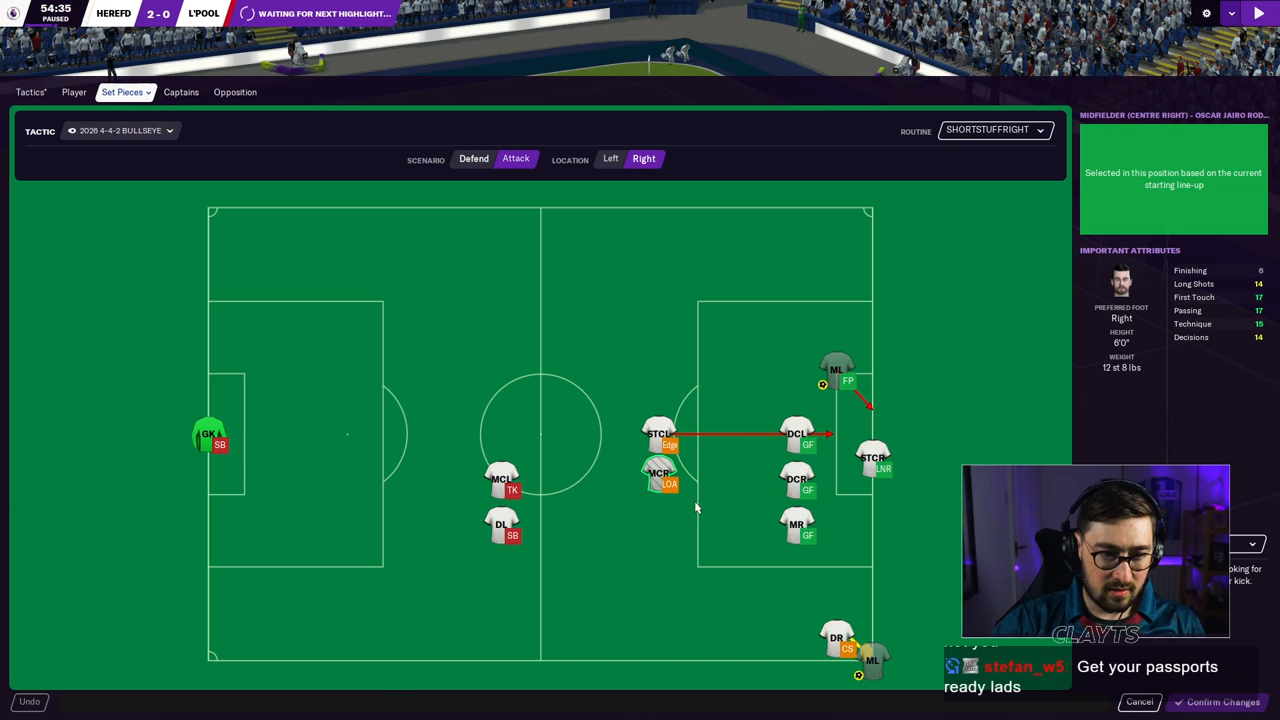 54:35
PAUSED
HEREFD
2 - 0
L'POOL
WAITING FOR NEXT HIGHLIGHT...
Tactics*
Player
Set Pieces
Captains
Opposition
TACTIC
2026 4-4-2 BULLSEYE
ROUTINE
SHORTSTUFFRIGHT
SCENARIO
Defend
Attack
LOCATION
Left
Right
MIDFIELDER (CENTRE RIGHT) - OSCAR JAIRO ROD...
Selected in this position based on the current
starting line-up
IMPORTANT ATTRIBUTES
PREFERRED FOOT
Right
HEIGHT
6'0"
WEIGHT
12 st 8 lbs
Finishing 6
Long Shots 14
First Touch 17
Passing 17
Technique 15
Decisions 14
ML
FP
GK
SB
STCL
Edge
DCL
GF
STCR
LNR
MCL
TK
MCR
LOA
DCR
GF
DL
SB
MR
GF
DR
CS
ML
oking for
r kick.
CLAYTS
stefan_w5: Get your passports
ready lads
Undo
Cancel
Confirm Changes